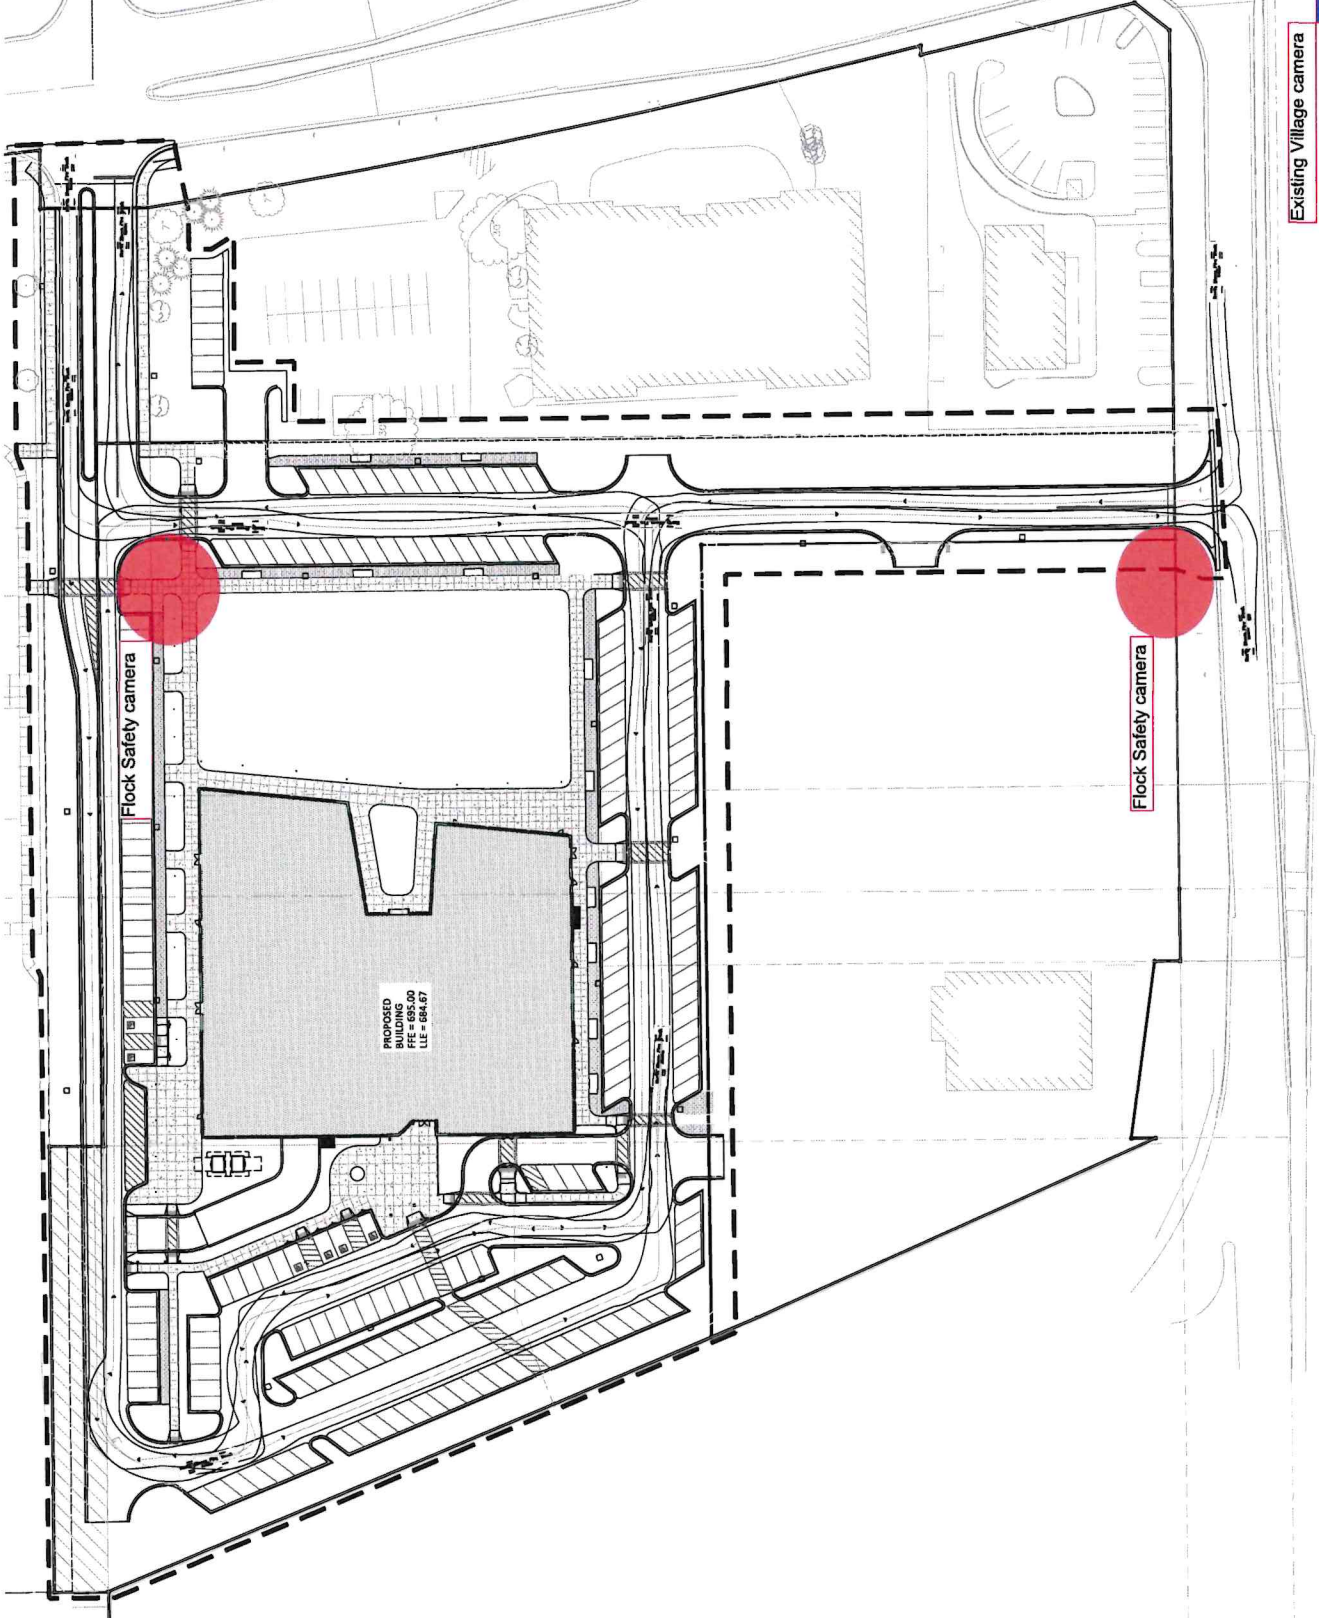 Existing Village camera
Flock Safety camera
Flock Safety camera
PROPOSED
BUILDING
FFE = 695.00
LLE = 684.67